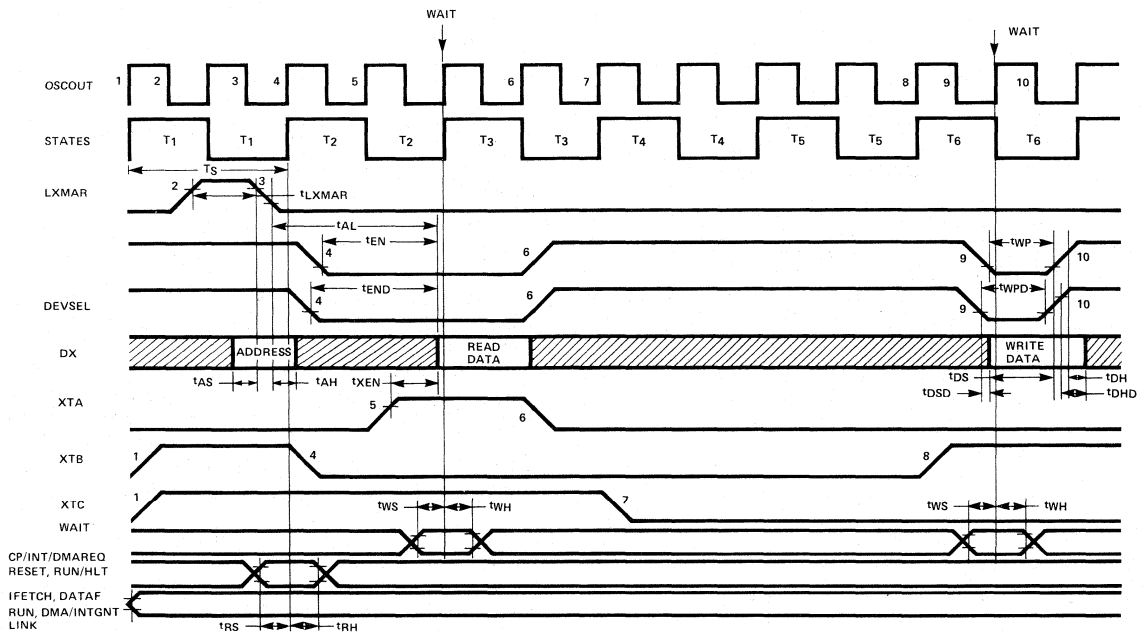 WAIT
WAIT
OSCOUT 1 2 3 4 5 6 7 8 9 10
STATES T1 T1 T2 T2 T3 T3 T4 T4 T5 T5 T6 T6
TS
LXMAR 2 3 tLXMAR
tAL
tEN tWP
4 6 9 10
tEND tWPD
DEVSEL 4 6 9 10
DX ADDRESS READ DATA WRITE DATA
tAS tAH tXEN tDS tDH
tDSD tDHD
XTA 5 6
XTB 1 4 8
XTC 1 7
tWS tWH tWS tWH
WAIT
CP/INT/DMAREQ
RESET, RUN/HLT
IFETCH, DATAF
RUN, DMA/INTGNT
LINK
tRS tRH